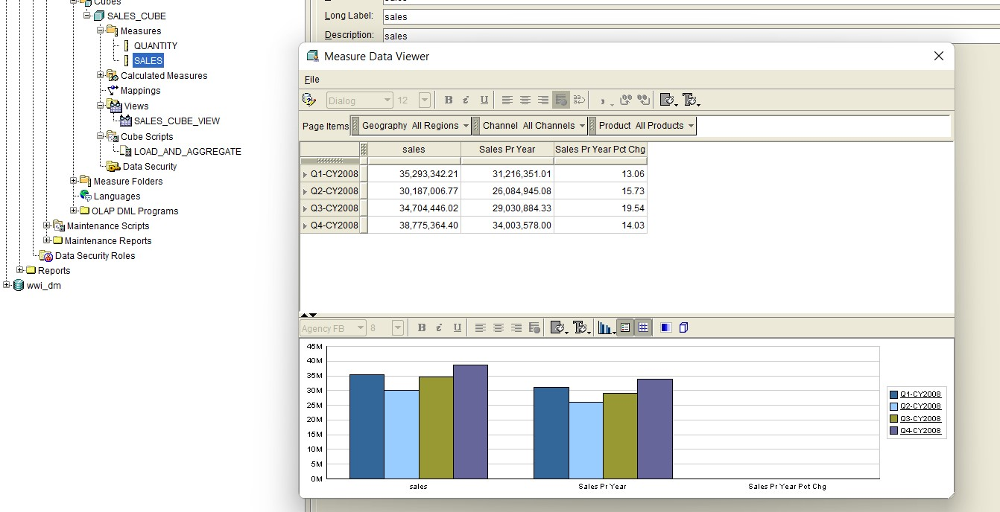 Cubes
SALES_CUBE
Measures
QUANTITY
SALES
Calculated Measures
Mappings
Views
SALES_CUBE_VIEW
Cube Scripts
LOAD_AND_AGGREGATE
Data Security
Measure Folders
Languages
OLAP DML Programs
Maintenance Scripts
Maintenance Reports
Data Security Roles
Reports
wwi_dm
Long Label: sales
Description: sales
Measure Data Viewer
File
Dialog 12 B i U
Page Items Geography All Regions Channel All Channels Product All Products
sales Sales Pr Year Sales Pr Year Pct Chg
Q1-CY2008 35,293,342.21 31,216,351.01 13.06
Q2-CY2008 30,187,006.77 26,084,945.08 15.73
Q3-CY2008 34,704,446.02 29,030,884.33 19.54
Q4-CY2008 38,775,364.40 34,003,578.00 14.03
Agency FB 8 B i U
45M
40M
35M
30M
25M
20M
15M
10M
5M
0M
sales Sales Pr Year Sales Pr Year Pct Chg
Q1-CY2008
Q2-CY2008
Q3-CY2008
Q4-CY2008